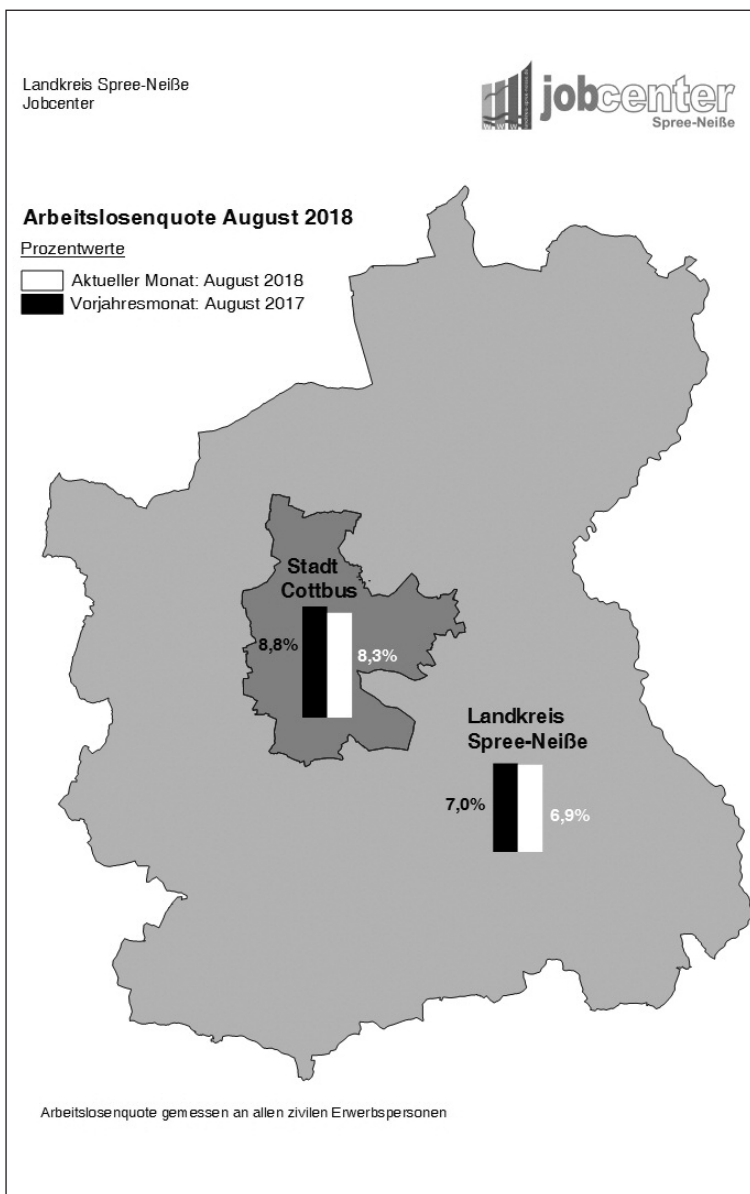 Landkreis Spree-Neiße
Jobcenter
jobcenter
Spree-Neiße
Arbeitslosenquote August 2018
Prozentwerte
Aktueller Monat: August 2018
Vorjahresmonat: August 2017
Stadt
Cottbus
8,8%
8,3%
Landkreis
Spree-Neiße
7,0%
6,9%
Arbeitslosenquote gemessen an allen zivilen Erwerbspersonen